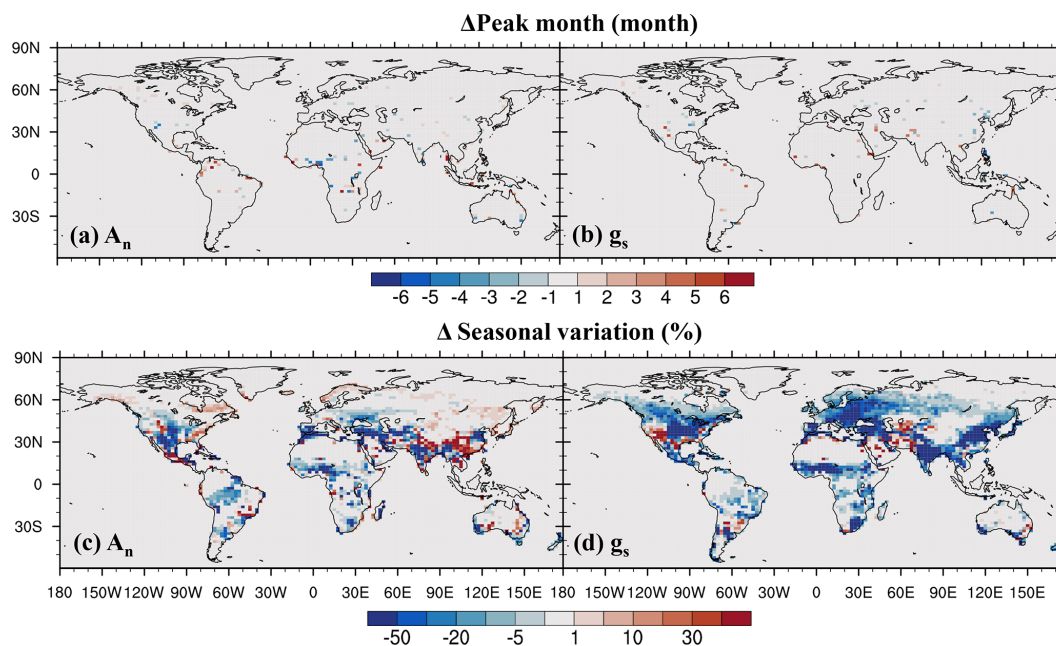 ΔPeak month (month)
90N
60N
30N
0
30S
(a) Aₙ
(b) gₛ
-6 -5 -4 -3 -2 -1 1 2 3 4 5 6
Δ Seasonal variation (%)
90N
60N
30N
0
30S
(c) Aₙ
(d) gₛ
180 150W 120W 90W 60W 30W 0 30E 60E 90E 120E 150E 180 150W 120W 90W 60W 30W 0 30E 60E 90E 120E 150E
-50 -20 -5 1 10 30